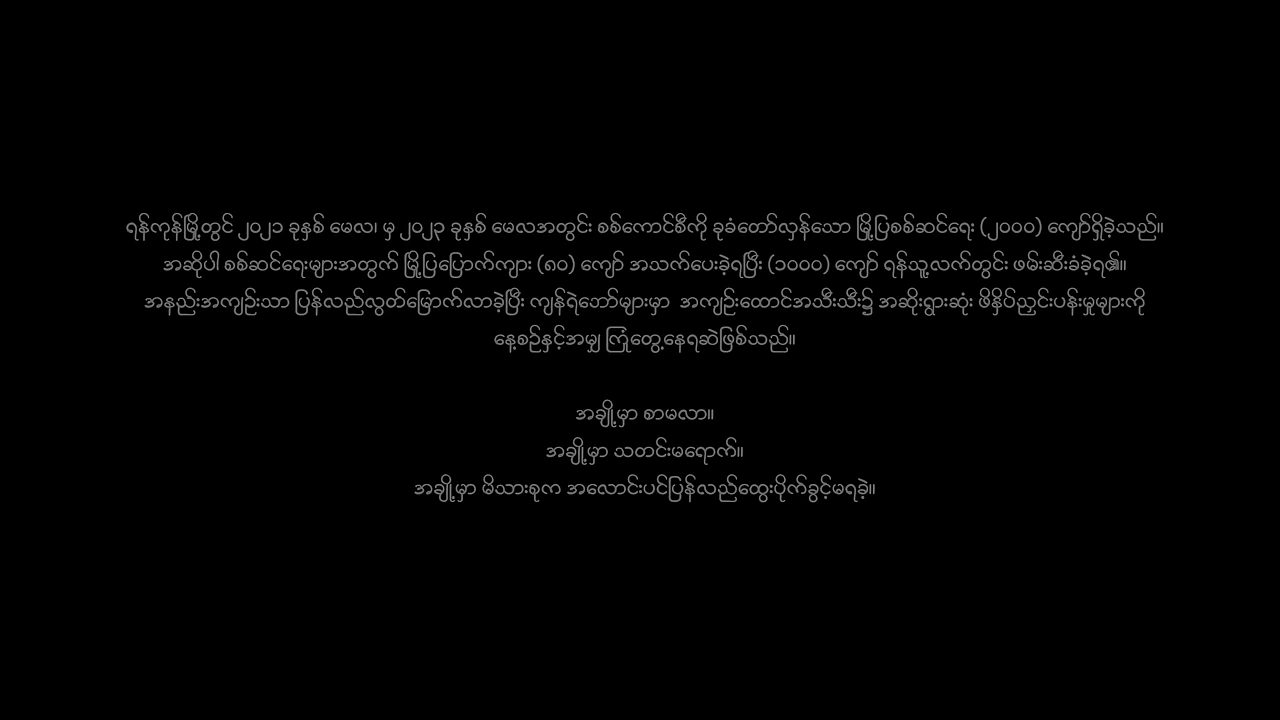 ရန်ကုန်မြို့တွင် ၂၀၂၁ ခုနှစ် မေလ၊ မှ ၂၀၂၃ ခုနှစ် မေလအတွင်း စစ်ကောင်စီကို ခုခံတော်လှန်သော မြို့ပြစစ်ဆင်ရေး (၂၀၀၀) ကျော်ရှိခဲ့သည်။
အဆိုပါ စစ်ဆင်ရေးများအတွက် မြို့ပြပြောက်ကျား (၈၀) ကျော် အသက်ပေးခဲ့ရပြီး (၁၀၀၀) ကျော် ရန်သူ့လက်တွင်း ဖမ်းဆီးခံခဲ့ရ၏။
အနည်းအကျဉ်းသာ ပြန်လည်လွတ်မြောက်လာခဲ့ပြီး ကျန်ရဲဘော်များမှာ အကျဉ်းထောင်အသီးသီး၌ အဆိုးရွားဆုံး ဖိနှိပ်ညှင်းပန်းမှုများကို
နေ့စဉ်နှင့်အမျှ ကြုံတွေ့နေရဆဲဖြစ်သည်။
အချို့မှာ စာမလာ။
အချို့မှာ သတင်းမရောက်။
အချို့မှာ မိသားစုက အလောင်းပင်ပြန်လည်ထွေးပိုက်ခွင့်မရခဲ့။